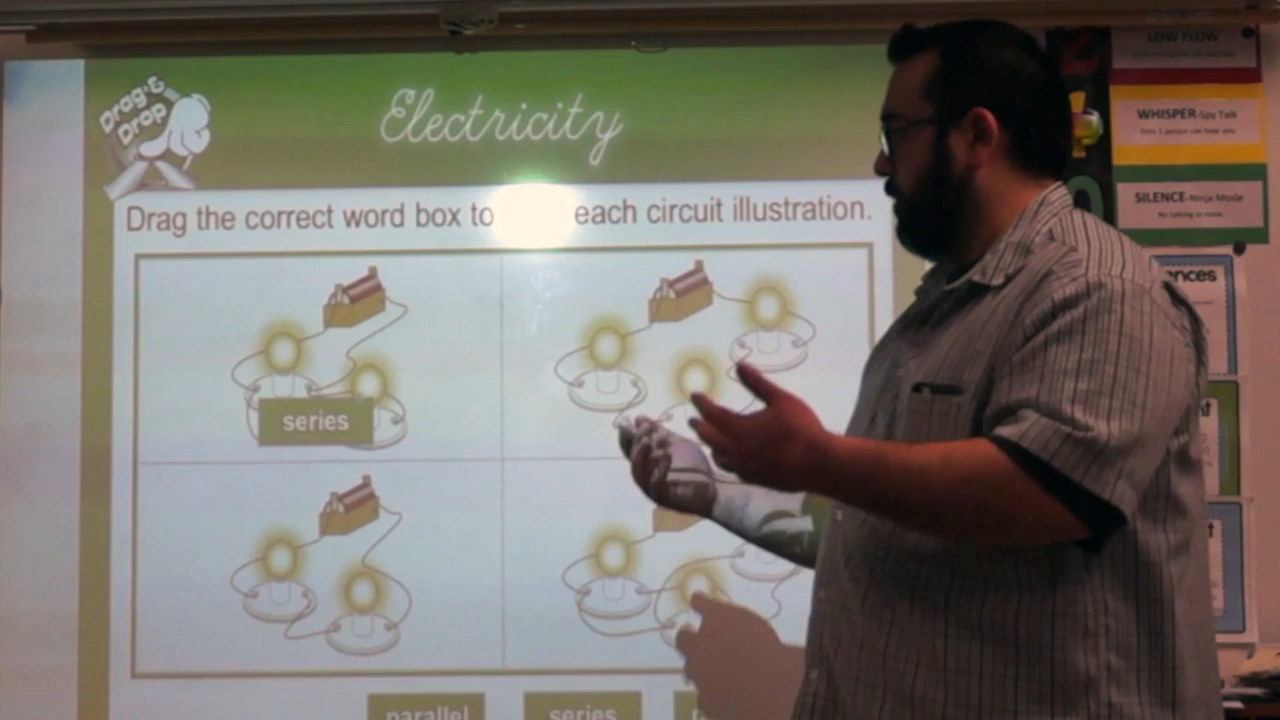 LOW FLOW
Drag &
Drop
Electricity
WHISPER-Spy Talk
Only 1 person can hear you
Drag the correct word box to each circuit illustration.
SILENCE-Ninja Mode
No talking or noise
series
parallel
series